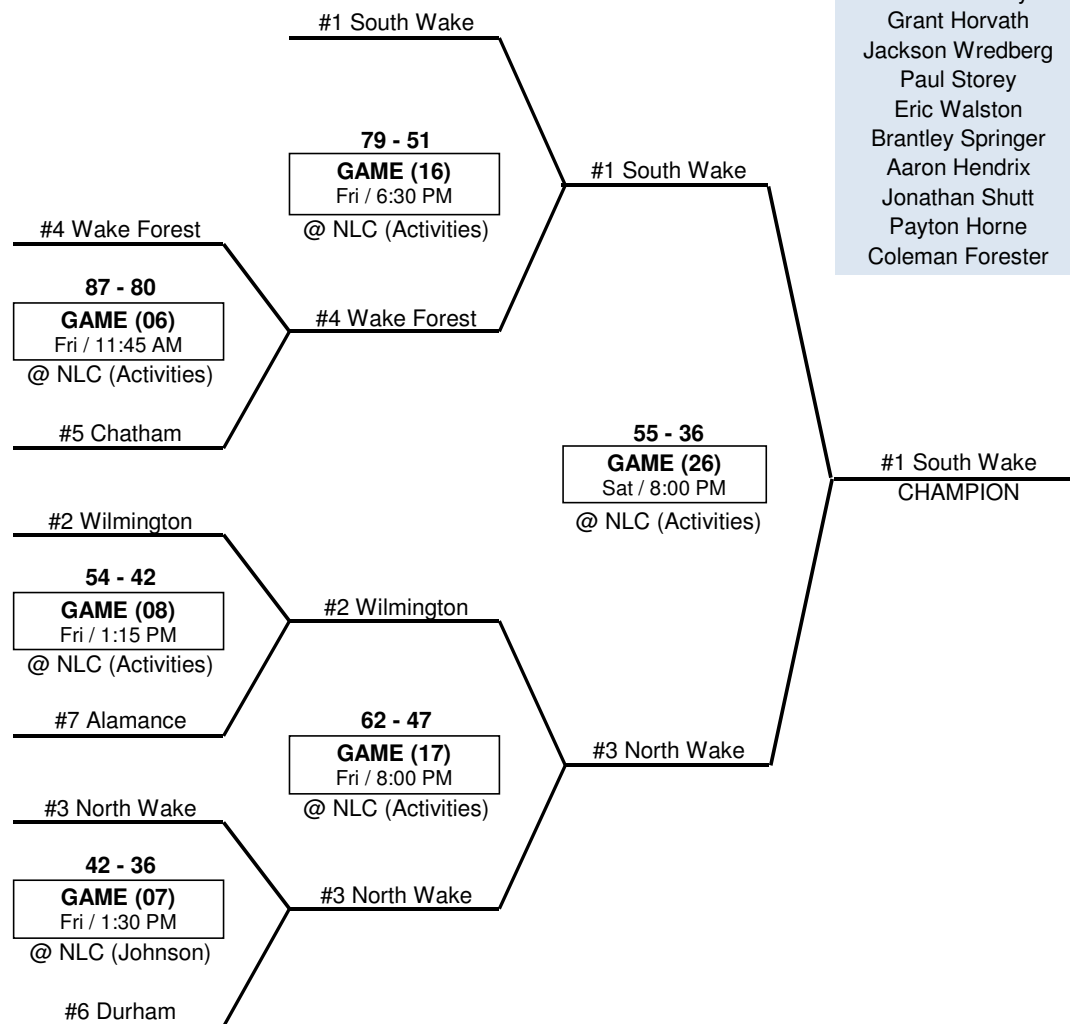 #1 South Wake
Grant Horvath
Jackson Wredberg
Paul Storey
Eric Walston
Brantley Springer
Aaron Hendrix
Jonathan Shutt
Payton Horne
Coleman Forester
79 - 51
GAME (16)
Fri / 6:30 PM
@ NLC (Activities)
#1 South Wake
#4 Wake Forest
87 - 80
GAME (06)
Fri / 11:45 AM
@ NLC (Activities)
#4 Wake Forest
#5 Chatham
55 - 36
GAME (26)
Sat / 8:00 PM
@ NLC (Activities)
#1 South Wake
CHAMPION
#2 Wilmington
54 - 42
GAME (08)
Fri / 1:15 PM
@ NLC (Activities)
#2 Wilmington
#7 Alamance
62 - 47
GAME (17)
Fri / 8:00 PM
@ NLC (Activities)
#3 North Wake
#3 North Wake
42 - 36
GAME (07)
Fri / 1:30 PM
@ NLC (Johnson)
#3 North Wake
#6 Durham